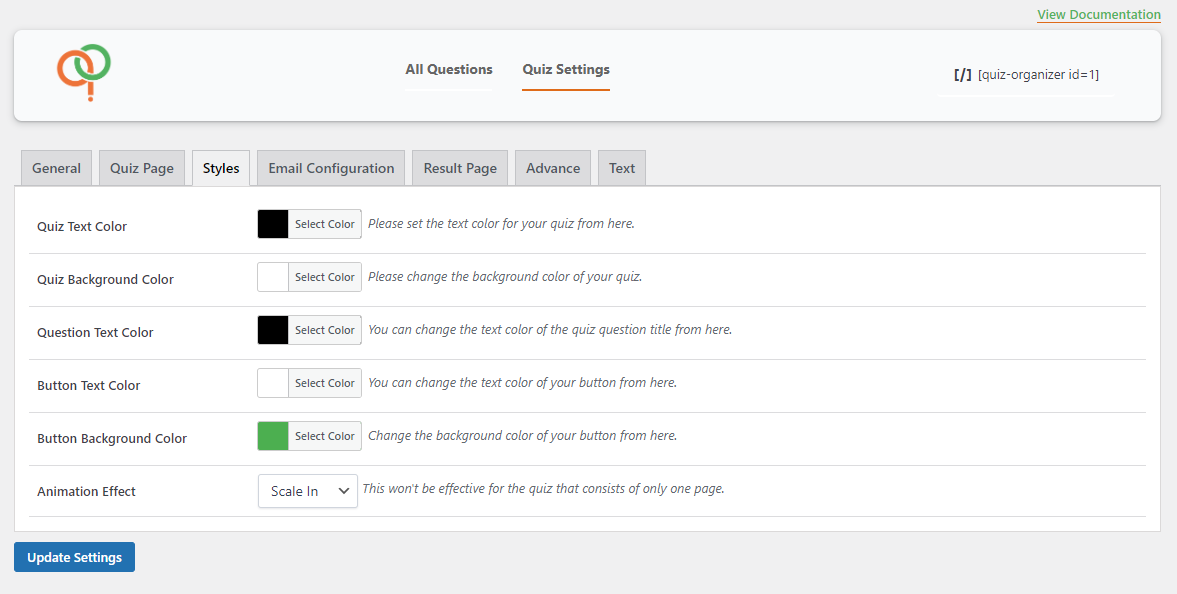 View Documentation
All Questions Quiz Settings [/] [quiz-organizer id=1]
General Quiz Page Styles Email Configuration Result Page Advance Text
Quiz Text Color Select Color Please set the text color for your quiz from here.
Quiz Background Color Select Color Please change the background color of your quiz.
Question Text Color Select Color You can change the text color of the quiz question title from here.
Button Text Color Select Color You can change the text color of your button from here.
Button Background Color Select Color Change the background color of your button from here.
Animation Effect Scale In This won't be effective for the quiz that consists of only one page.
Update Settings